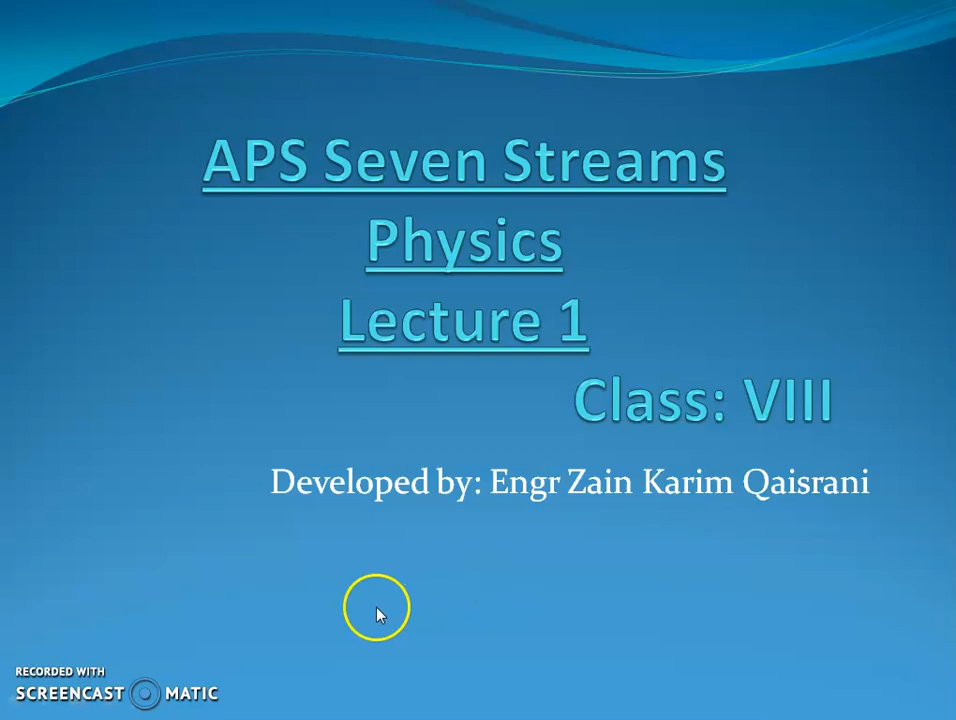 APS Seven Streams
Physics
Lecture 1
Class: VIII
Developed by: Engr Zain Karim Qaisrani
RECORDED WITH
SCREENCAST MATIC